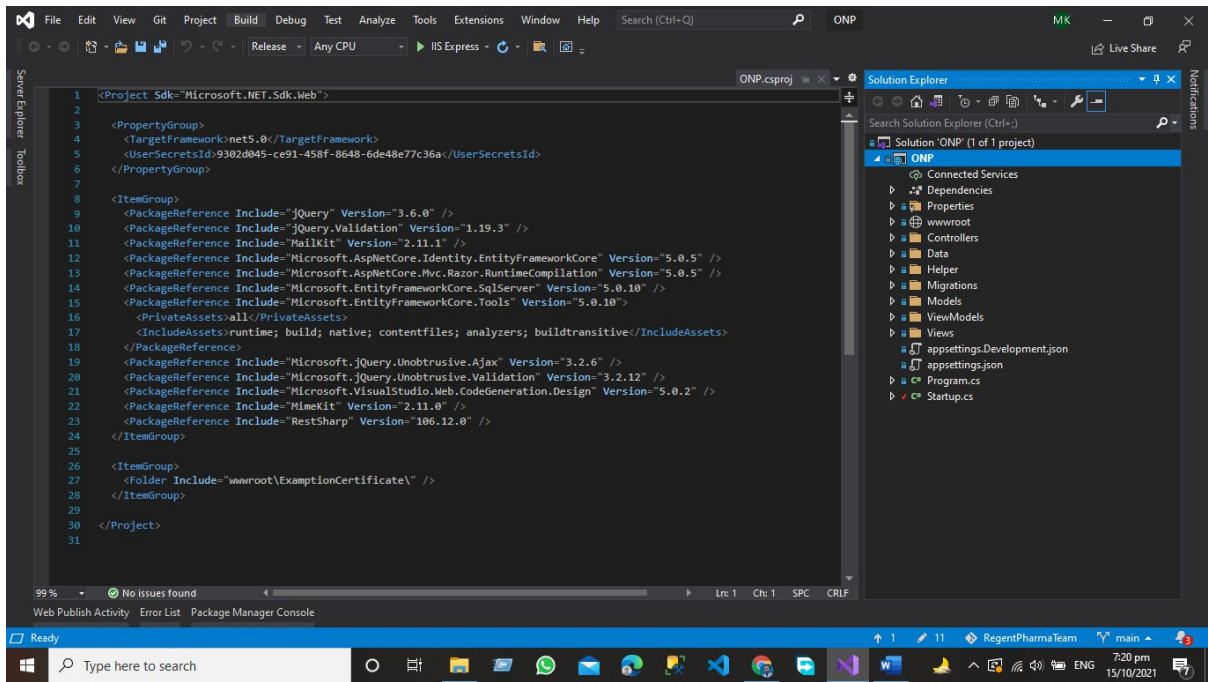 File Edit View Git Project Build Debug Test Analyze Tools Extensions Window Help Search (Ctrl+Q) ONP MK
Release Any CPU IIS Express Live Share
Server Explorer
Toolbox
ONP.csproj
1 <Project Sdk="Microsoft.NET.Sdk.Web">
2
3 <PropertyGroup>
4 <TargetFramework>net5.0</TargetFramework>
5 <UserSecretsId>9302d045-ce91-458f-8648-6de48e77c36a</UserSecretsId>
6 </PropertyGroup>
7
8 <ItemGroup>
9 <PackageReference Include="jQuery" Version="3.6.0" />
10 <PackageReference Include="jQuery.Validation" Version="1.19.3" />
11 <PackageReference Include="MailKit" Version="2.11.1" />
12 <PackageReference Include="Microsoft.AspNetCore.Identity.EntityFrameworkCore" Version="5.0.5" />
13 <PackageReference Include="Microsoft.AspNetCore.Mvc.Razor.RuntimeCompilation" Version="5.0.5" />
14 <PackageReference Include="Microsoft.EntityFrameworkCore.SqlServer" Version="5.0.10" />
15 <PackageReference Include="Microsoft.EntityFrameworkCore.Tools" Version="5.0.10">
16 <PrivateAssets>all</PrivateAssets>
17 <IncludeAssets>runtime; build; native; contentfiles; analyzers; buildtransitive</IncludeAssets>
18 </PackageReference>
19 <PackageReference Include="Microsoft.jQuery.Unobtrusive.Ajax" Version="3.2.6" />
20 <PackageReference Include="Microsoft.jQuery.Unobtrusive.Validation" Version="3.2.12" />
21 <PackageReference Include="Microsoft.VisualStudio.Web.CodeGeneration.Design" Version="5.0.2" />
22 <PackageReference Include="MimeKit" Version="2.11.0" />
23 <PackageReference Include="RestSharp" Version="106.12.0" />
24 </ItemGroup>
25
26 <ItemGroup>
27 <Folder Include="wwwroot\ExamptionCertificate\" />
28 </ItemGroup>
29
30 </Project>
31
99 % No issues found Ln: 1 Ch: 1 SPC CRLF
Solution Explorer
Search Solution Explorer (Ctrl+;)
Solution 'ONP' (1 of 1 project)
ONP
Connected Services
Dependencies
Properties
wwwroot
Controllers
Data
Helper
Migrations
Models
ViewModels
Views
appsettings.Development.json
appsettings.json
C# Program.cs
C# Startup.cs
Notifications
Web Publish Activity Error List Package Manager Console
Ready 1 11 RegentPharmaTeam main 3
Type here to search ENG 7:20 pm
15/10/2021 7